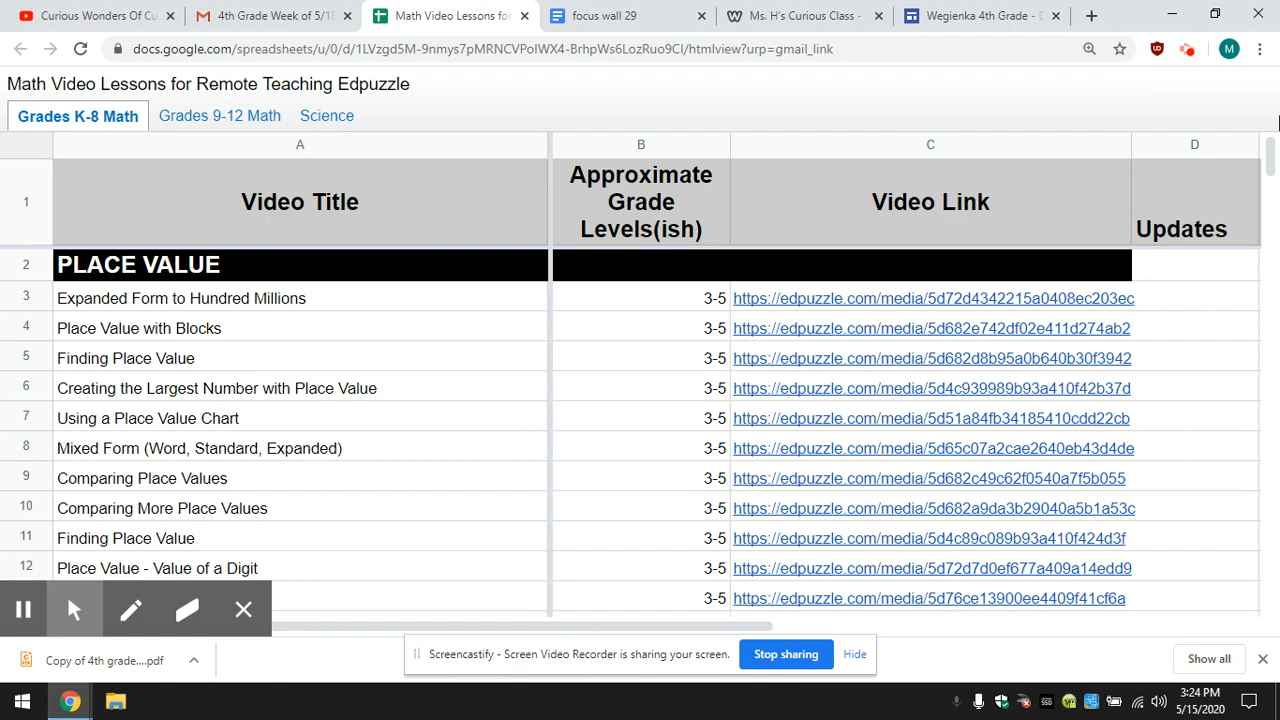 Curious Wonders Of Cu
4th Grade Week of 5/18
Math Video Lessons for
focus wall 29
Ms. H's Curious Class -
Wegienka 4th Grade - D
docs.google.com/spreadsheets/u/0/d/1LVzgd5M-9nmys7pMRNCVPoIWX4-BrhpWs6LozRuo9CI/htmlview?urp=gmail_link
M
Math Video Lessons for Remote Teaching Edpuzzle
Grades K-8 Math
Grades 9-12 Math
Science
A B C D
1 Video Title Approximate Grade Levels(ish) Video Link Updates
2 PLACE VALUE
3 Expanded Form to Hundred Millions 3-5 https://edpuzzle.com/media/5d72d4342215a0408ec203ec
4 Place Value with Blocks 3-5 https://edpuzzle.com/media/5d682e742df02e411d274ab2
5 Finding Place Value 3-5 https://edpuzzle.com/media/5d682d8b95a0b640b30f3942
6 Creating the Largest Number with Place Value 3-5 https://edpuzzle.com/media/5d4c939989b93a410f42b37d
7 Using a Place Value Chart 3-5 https://edpuzzle.com/media/5d51a84fb34185410cdd22cb
8 Mixed Form (Word, Standard, Expanded) 3-5 https://edpuzzle.com/media/5d65c07a2cae2640eb43d4de
9 Comparing Place Values 3-5 https://edpuzzle.com/media/5d682c49c62f0540a7f5b055
10 Comparing More Place Values 3-5 https://edpuzzle.com/media/5d682a9da3b29040a5b1a53c
11 Finding Place Value 3-5 https://edpuzzle.com/media/5d4c89c089b93a410f424d3f
12 Place Value - Value of a Digit 3-5 https://edpuzzle.com/media/5d72d7d0ef677a409a14edd9
3-5 https://edpuzzle.com/media/5d76ce13900ee4409f41cf6a
Screencastify - Screen Video Recorder is sharing your screen.
Stop sharing
Hide
Copy of 4th grade....pdf
Show all
3:24 PM
5/15/2020